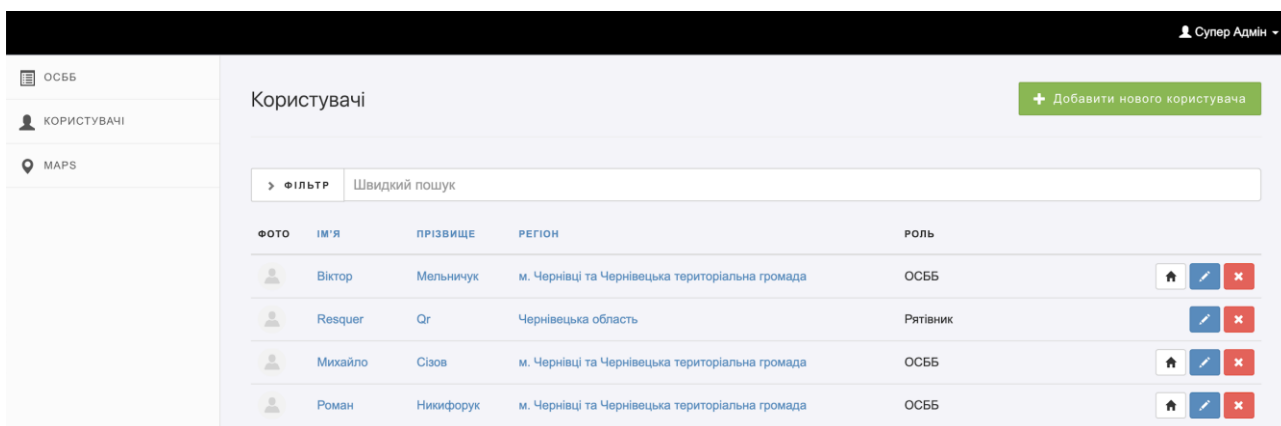 Супер Адмін
ОСББ
КОРИСТУВАЧІ
MAPS
Користувачі
Добавити нового користувача
ФІЛЬТР Швидкий пошук
ФОТО ІМ'Я ПРІЗВИЩЕ РЕГІОН РОЛЬ
Віктор Мельничук м. Чернівці та Чернівецька територіальна громада ОСББ
Resquer Qr Чернівецька область Рятівник
Михайло Сізов м. Чернівці та Чернівецька територіальна громада ОСББ
Роман Никифорук м. Чернівці та Чернівецька територіальна громада ОСББ